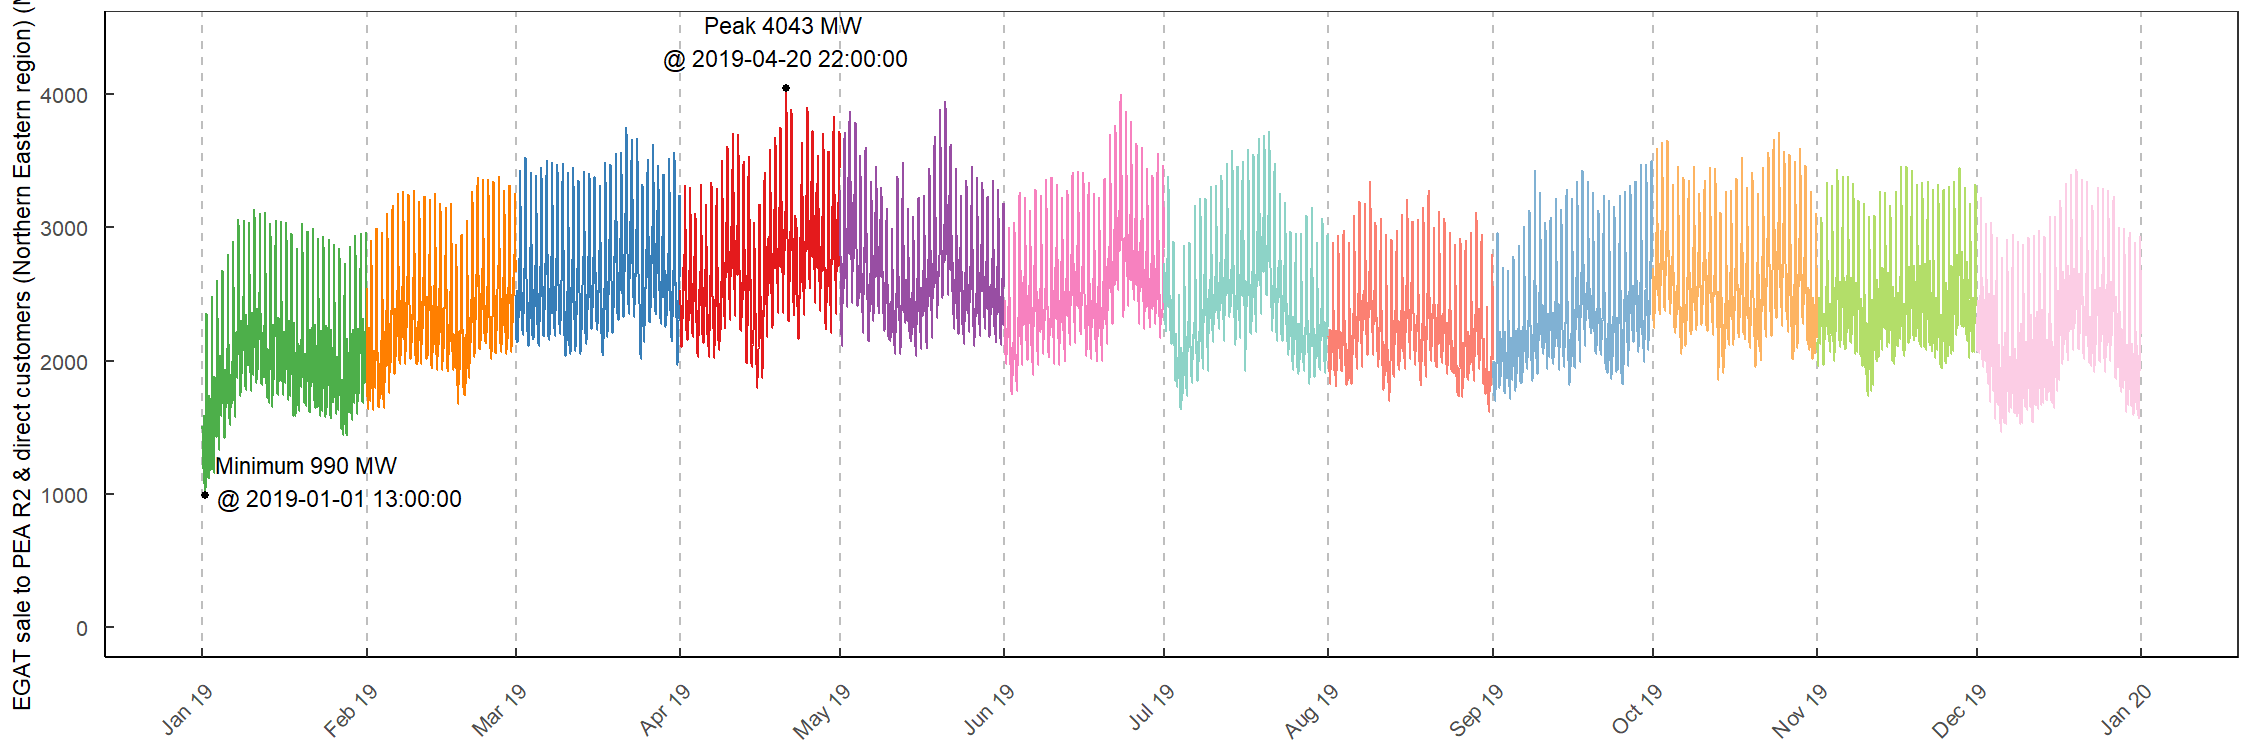 EGAT sale to PEA R2 & direct customers (Northern Eastern region)
Peak 4043 MW
@ 2019-04-20 22:00:00
4000
3000
2000
1000
0
Minimum 990 MW
@ 2019-01-01 13:00:00
Jan 19
Feb 19
Mar 19
Apr 19
May 19
Jun 19
Jul 19
Aug 19
Sep 19
Oct 19
Nov 19
Dec 19
Jan 20